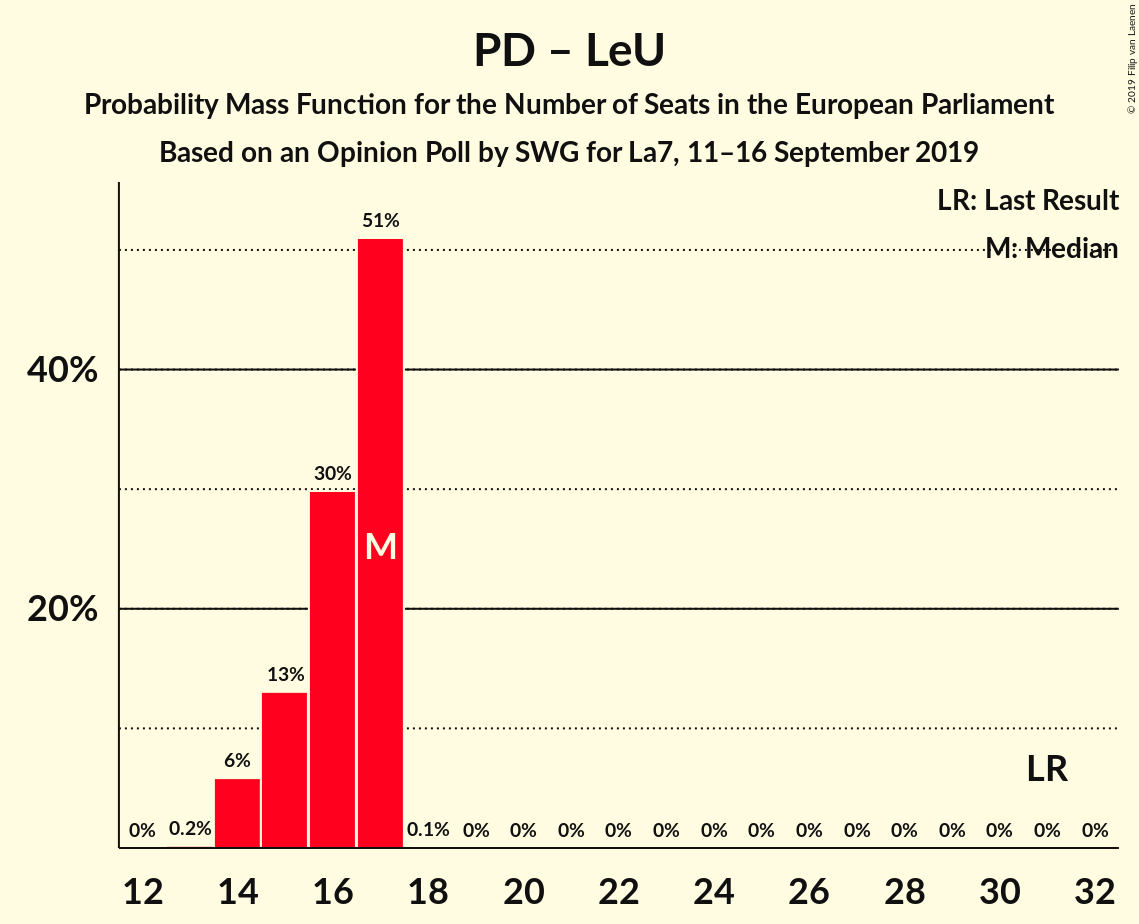 PD – LeU
Probability Mass Function for the Number of Seats in the European Parliament
Based on an Opinion Poll by SWG for La7, 11–16 September 2019
© 2019 Filip van Laenen
LR: Last Result
M: Median
51%
40%
30%
M
20%
13%
6%
LR
0% 0.2% 0.1% 0% 0% 0% 0% 0% 0% 0% 0% 0% 0% 0% 0% 0% 0%
12 14 16 18 20 22 24 26 28 30 32